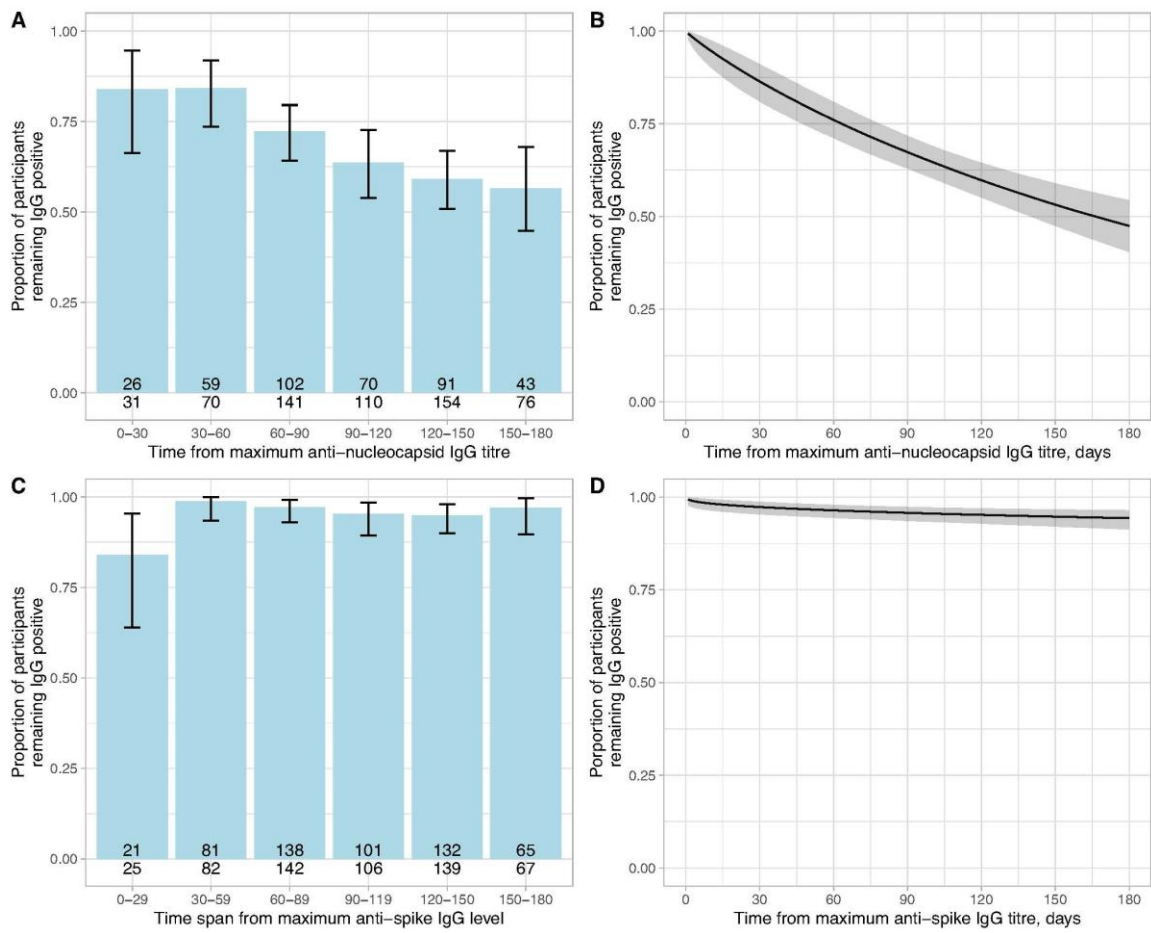 A
Proportion of participants
remaining IgG positive
1.00
0.75
0.50
0.25
0.00
26 59 102 70 91 43
31 70 141 110 154 76
0−30 30−60 60−90 90−120 120−150 150−180
Time from maximum anti−nucleocapsid IgG titre
B
Porportion of participants
remaining IgG positive
1.00
0.75
0.50
0.25
0.00
0 30 60 90 120 150 180
Time from maximum anti−nucleocapsid IgG titre, days
C
Proportion of participants
remaining IgG positive
1.00
0.75
0.50
0.25
0.00
21 81 138 101 132 65
25 82 142 106 139 67
0−29 30−59 60−89 90−119 120−150 150−180
Time span from maximum anti−spike IgG level
D
Porportion of participants
remaining IgG positive
1.00
0.75
0.50
0.25
0.00
0 30 60 90 120 150 180
Time from maximum anti−spike IgG titre, days